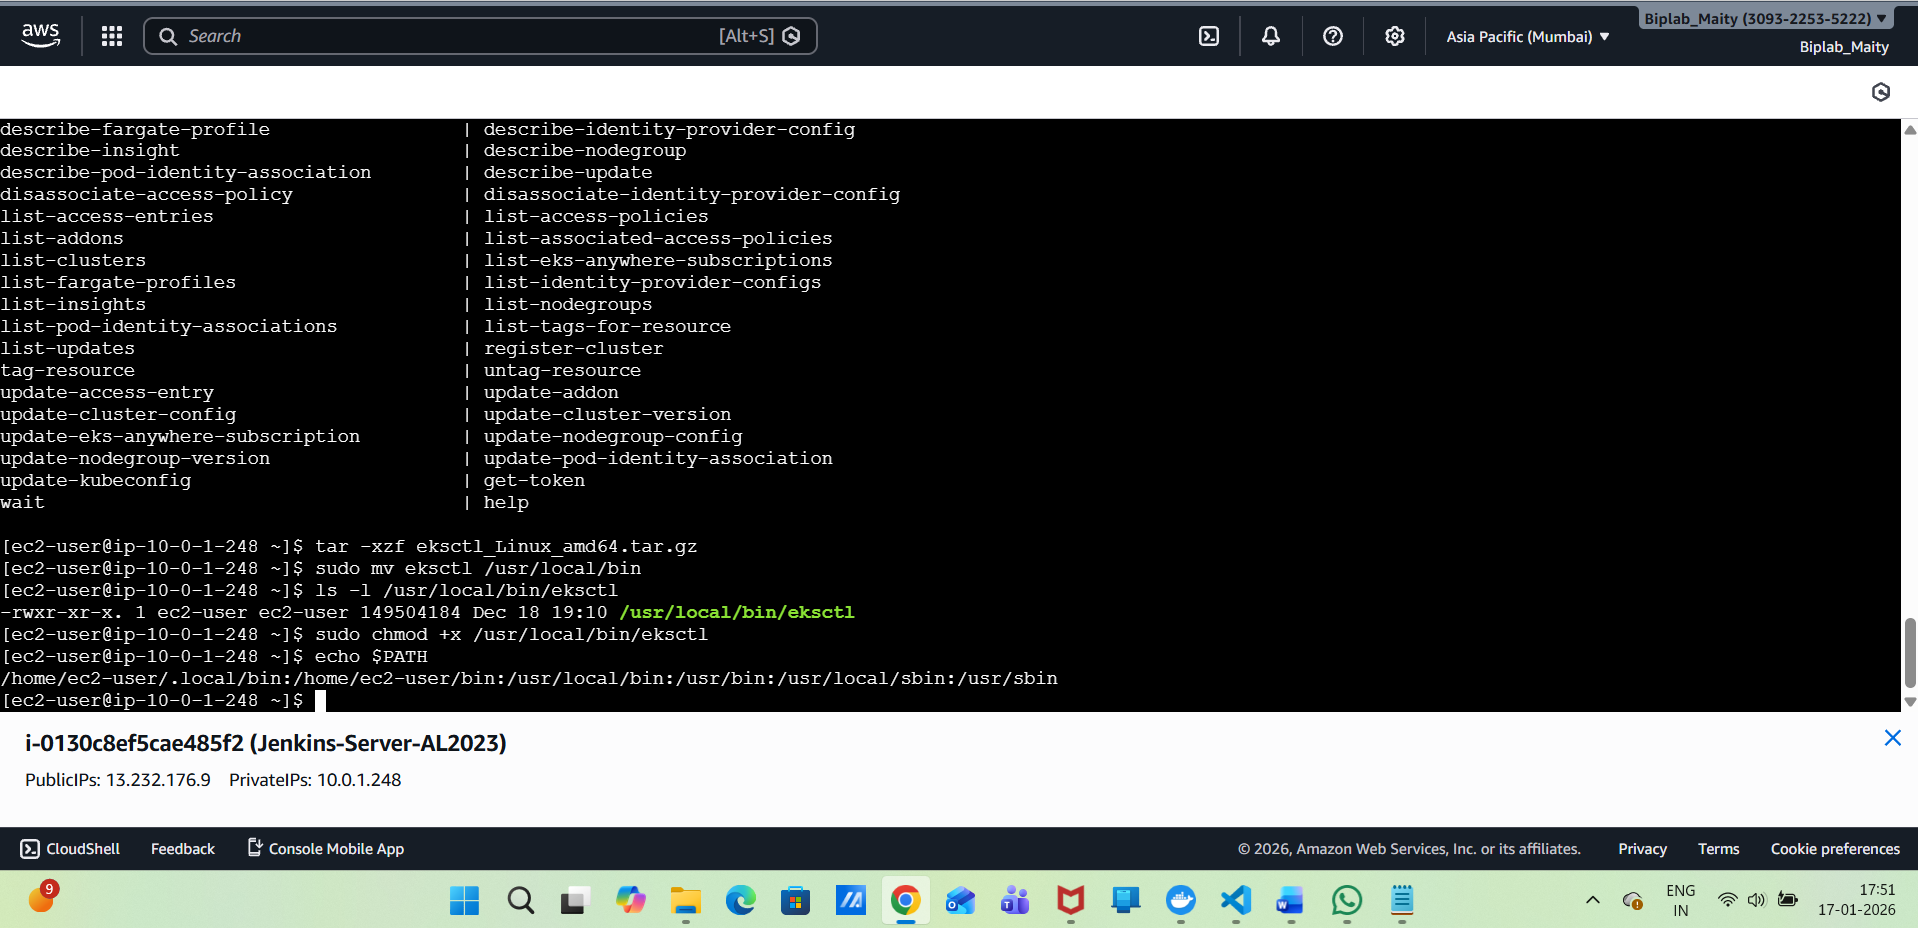 aws
Search [Alt+S]
Asia Pacific (Mumbai) ▼
Biplab_Maity (3093-2253-5222) ▼
Biplab_Maity
describe-fargate-profile | describe-identity-provider-config
describe-insight | describe-nodegroup
describe-pod-identity-association | describe-update
disassociate-access-policy | disassociate-identity-provider-config
list-access-entries | list-access-policies
list-addons | list-associated-access-policies
list-clusters | list-eks-anywhere-subscriptions
list-fargate-profiles | list-identity-provider-configs
list-insights | list-nodegroups
list-pod-identity-associations | list-tags-for-resource
list-updates | register-cluster
tag-resource | untag-resource
update-access-entry | update-addon
update-cluster-config | update-cluster-version
update-eks-anywhere-subscription | update-nodegroup-config
update-nodegroup-version | update-pod-identity-association
update-kubeconfig | get-token
wait | help
[ec2-user@ip-10-0-1-248 ~]$ tar -xzf eksctl_Linux_amd64.tar.gz
[ec2-user@ip-10-0-1-248 ~]$ sudo mv eksctl /usr/local/bin
[ec2-user@ip-10-0-1-248 ~]$ ls -l /usr/local/bin/eksctl
-rwxr-xr-x. 1 ec2-user ec2-user 149504184 Dec 18 19:10 /usr/local/bin/eksctl
[ec2-user@ip-10-0-1-248 ~]$ sudo chmod +x /usr/local/bin/eksctl
[ec2-user@ip-10-0-1-248 ~]$ echo $PATH
/home/ec2-user/.local/bin:/home/ec2-user/bin:/usr/local/bin:/usr/bin:/usr/local/sbin:/usr/sbin
[ec2-user@ip-10-0-1-248 ~]$
i-0130c8ef5cae485f2 (Jenkins-Server-AL2023)
PublicIPs: 13.232.176.9 PrivateIPs: 10.0.1.248
CloudShell Feedback Console Mobile App © 2026, Amazon Web Services, Inc. or its affiliates. Privacy Terms Cookie preferences
9
ENG
IN
17:51
17-01-2026